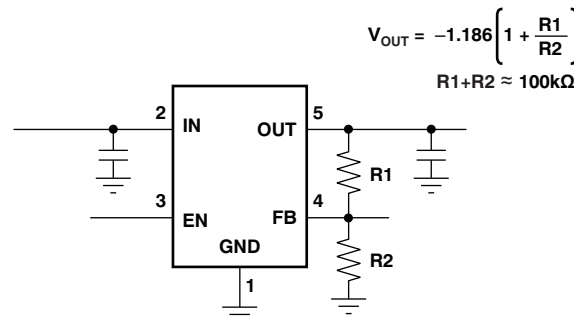 V_OUT = −1.186(1 + R1/R2)
R1+R2 ≈ 100kΩ
2
IN
OUT
5
R1
3
EN
FB
4
GND
R2
1